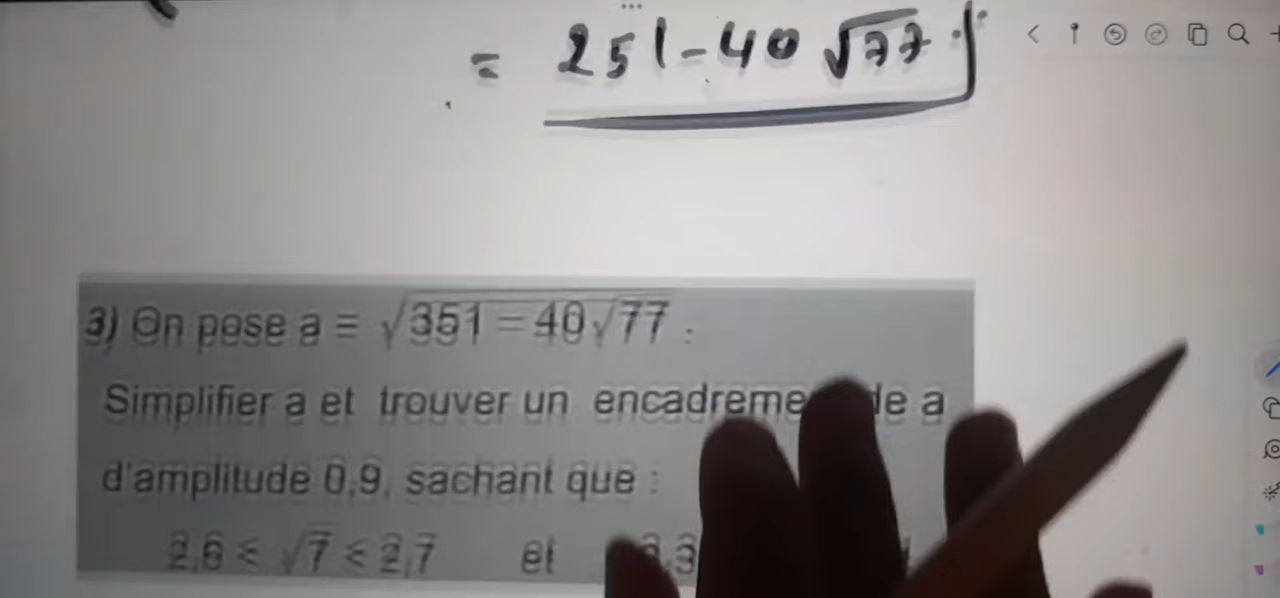 = 251-40√77
3) On pose a = √351 - 40√77 .
Simplifier a et trouver un de a
d'amplitude 0,9, sachant que :
2,6 < √7 < 2,7 et